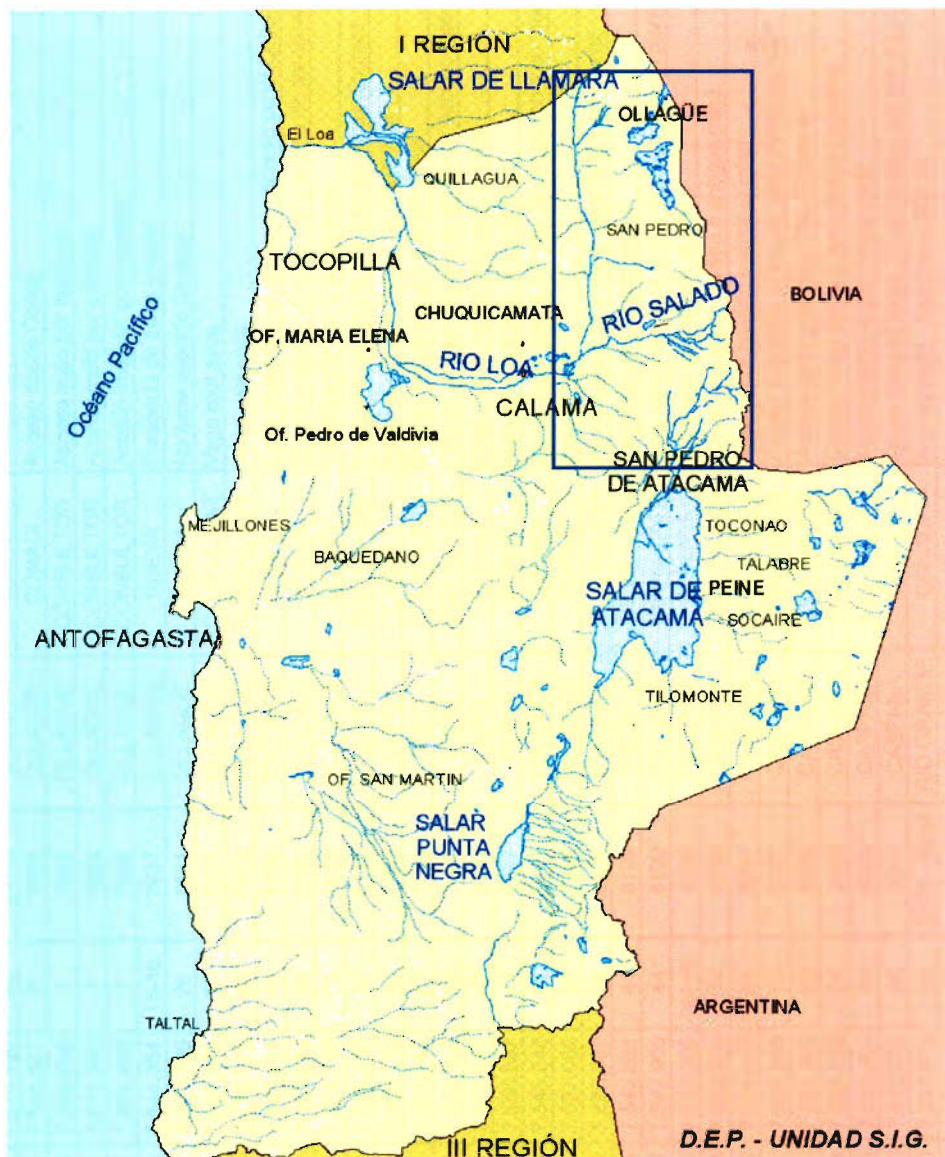 I REGIÓN
SALAR DE LLAMARA
OLLAGÜE
El Loa
QUILLAGUA
SAN PEDRO
TOCOPILLA
BOLIVIA
RIO SALADO
CHUQUICAMATA
OF. MARIA ELENA
RIO LOA
Océano Pacífico
CALAMA
Of. Pedro de Valdivia
SAN PEDRO
DE ATACAMA
MEJILLONES
TOCONAO
BAQUEDANO
TALABRE
SALAR DE
ATACAMA
PEINE
SOCAIRE
ANTOFAGASTA
TILOMONTE
OF. SAN MARTIN
SALAR
PUNTA
NEGRA
ARGENTINA
TALTAL
III REGIÓN
D.E.P. - UNIDAD S.I.G.